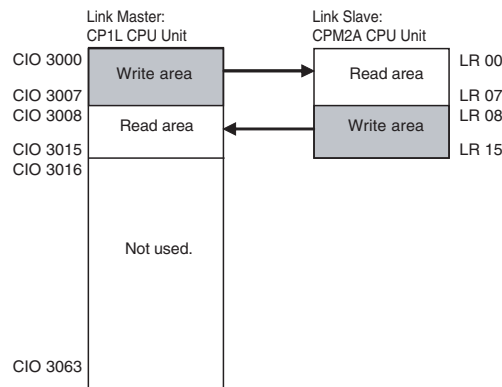 Link Master:
CP1L CPU Unit
Link Slave:
CPM2A CPU Unit
CIO 3000
Write area
Read area
LR 00
CIO 3007
LR 07
CIO 3008
Read area
Write area
LR 08
CIO 3015
LR 15
CIO 3016
Not used.
CIO 3063